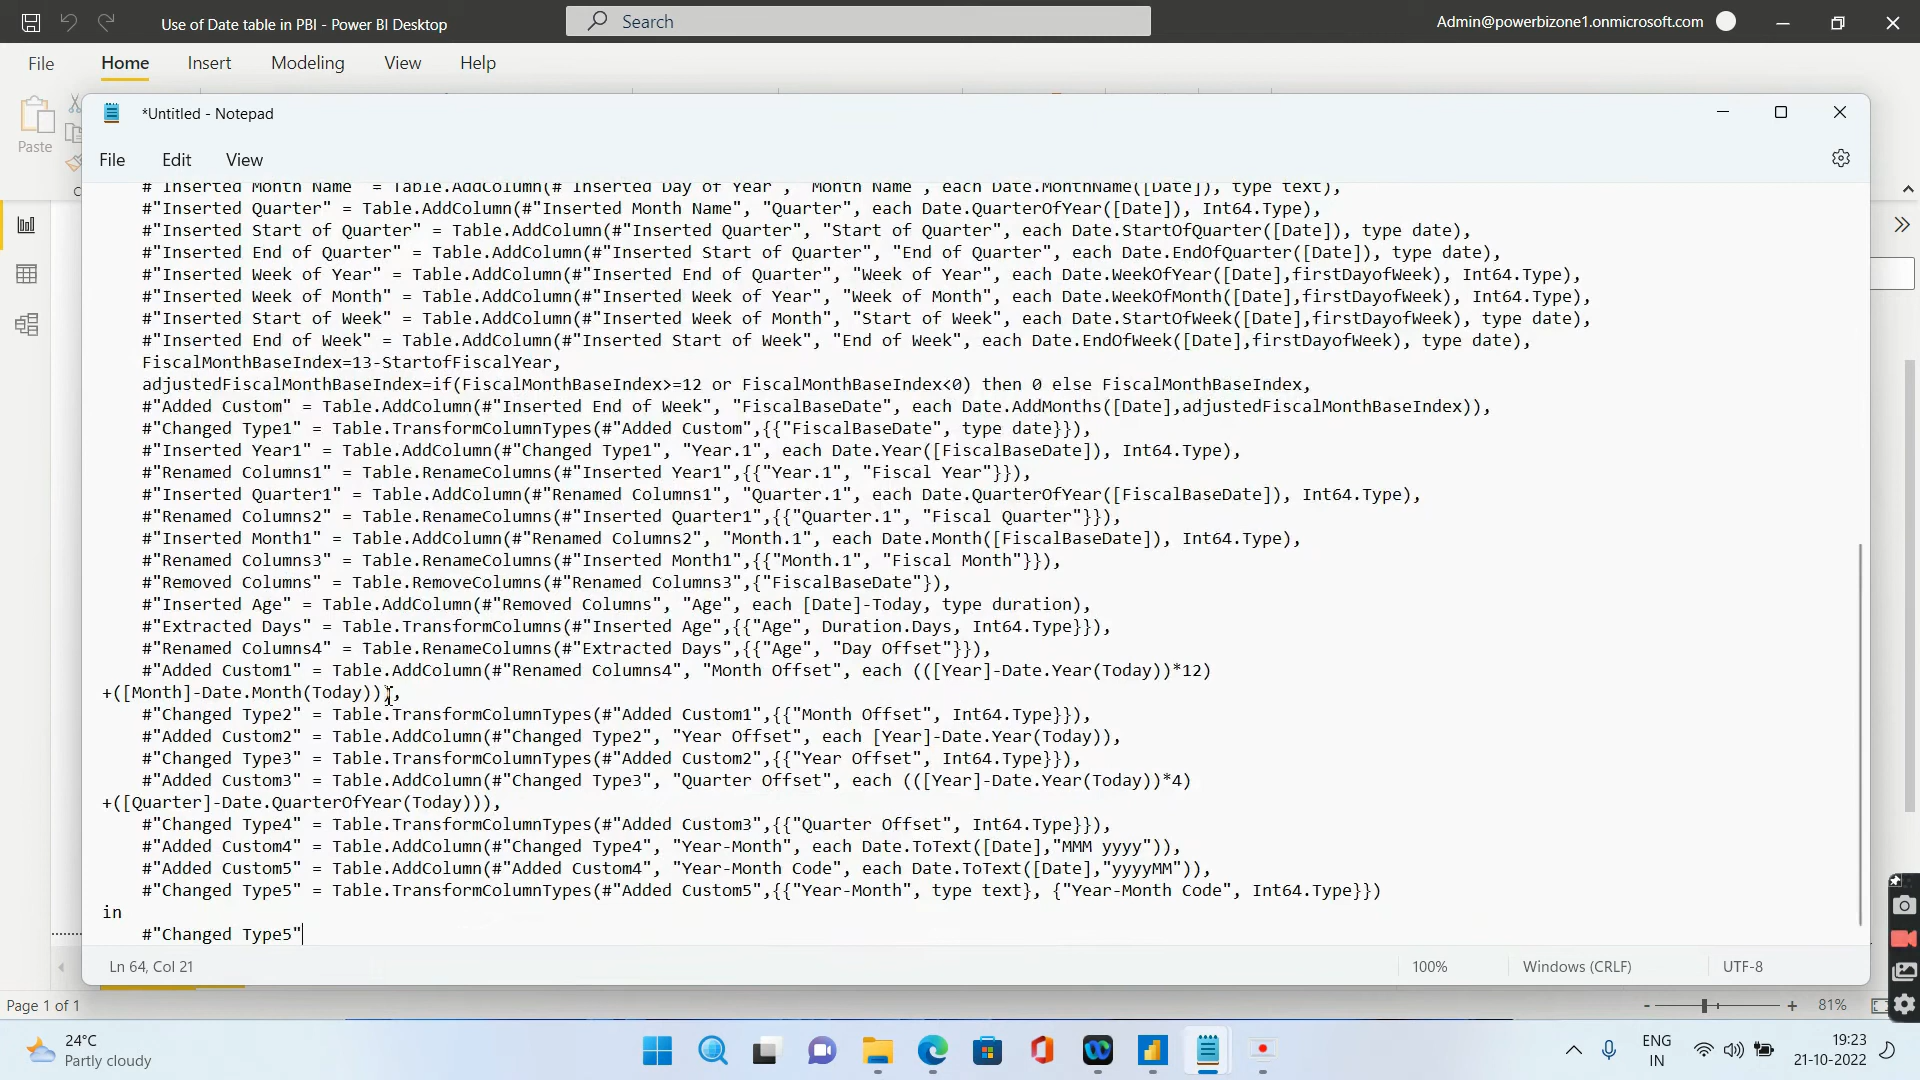 Use of Date table in PBI - Power BI Desktop
Search
Admin@powerbizone1.onmicrosoft.com
File Home Insert Modeling View Help
Paste
*Untitled - Notepad
File Edit View
#"Inserted Month Name" = Table.AddColumn(#"Inserted Day of Year", "Month Name", each Date.MonthName([Date]), type text),
#"Inserted Quarter" = Table.AddColumn(#"Inserted Month Name", "Quarter", each Date.QuarterOfYear([Date]), Int64.Type),
#"Inserted Start of Quarter" = Table.AddColumn(#"Inserted Quarter", "Start of Quarter", each Date.StartOfQuarter([Date]), type date),
#"Inserted End of Quarter" = Table.AddColumn(#"Inserted Start of Quarter", "End of Quarter", each Date.EndOfQuarter([Date]), type date),
#"Inserted Week of Year" = Table.AddColumn(#"Inserted End of Quarter", "Week of Year", each Date.WeekOfYear([Date],firstDayofWeek), Int64.Type),
#"Inserted Week of Month" = Table.AddColumn(#"Inserted Week of Year", "Week of Month", each Date.WeekOfMonth([Date],firstDayofWeek), Int64.Type),
#"Inserted Start of Week" = Table.AddColumn(#"Inserted Week of Month", "Start of Week", each Date.StartOfWeek([Date],firstDayofWeek), type date),
#"Inserted End of Week" = Table.AddColumn(#"Inserted Start of Week", "End of Week", each Date.EndOfWeek([Date],firstDayofWeek), type date),
FiscalMonthBaseIndex=13-StartofFiscalYear,
adjustedFiscalMonthBaseIndex=if(FiscalMonthBaseIndex>=12 or FiscalMonthBaseIndex<0) then 0 else FiscalMonthBaseIndex,
#"Added Custom" = Table.AddColumn(#"Inserted End of Week", "FiscalBaseDate", each Date.AddMonths([Date],adjustedFiscalMonthBaseIndex)),
#"Changed Type1" = Table.TransformColumnTypes(#"Added Custom",{{"FiscalBaseDate", type date}}),
#"Inserted Year1" = Table.AddColumn(#"Changed Type1", "Year.1", each Date.Year([FiscalBaseDate]), Int64.Type),
#"Renamed Columns1" = Table.RenameColumns(#"Inserted Year1",{{"Year.1", "Fiscal Year"}}),
#"Inserted Quarter1" = Table.AddColumn(#"Renamed Columns1", "Quarter.1", each Date.QuarterOfYear([FiscalBaseDate]), Int64.Type),
#"Renamed Columns2" = Table.RenameColumns(#"Inserted Quarter1",{{"Quarter.1", "Fiscal Quarter"}}),
#"Inserted Month1" = Table.AddColumn(#"Renamed Columns2", "Month.1", each Date.Month([FiscalBaseDate]), Int64.Type),
#"Renamed Columns3" = Table.RenameColumns(#"Inserted Month1",{{"Month.1", "Fiscal Month"}}),
#"Removed Columns" = Table.RemoveColumns(#"Renamed Columns3",{"FiscalBaseDate"}),
#"Inserted Age" = Table.AddColumn(#"Removed Columns", "Age", each [Date]-Today, type duration),
#"Extracted Days" = Table.TransformColumns(#"Inserted Age",{{"Age", Duration.Days, Int64.Type}}),
#"Renamed Columns4" = Table.RenameColumns(#"Extracted Days",{{"Age", "Day Offset"}}),
#"Added Custom1" = Table.AddColumn(#"Renamed Columns4", "Month Offset", each (([Year]-Date.Year(Today))*12)
+([Month]-Date.Month(Today))),
#"Changed Type2" = Table.TransformColumnTypes(#"Added Custom1",{{"Month Offset", Int64.Type}}),
#"Added Custom2" = Table.AddColumn(#"Changed Type2", "Year Offset", each [Year]-Date.Year(Today)),
#"Changed Type3" = Table.TransformColumnTypes(#"Added Custom2",{{"Year Offset", Int64.Type}}),
#"Added Custom3" = Table.AddColumn(#"Changed Type3", "Quarter Offset", each (([Year]-Date.Year(Today))*4)
+([Quarter]-Date.QuarterOfYear(Today))),
#"Changed Type4" = Table.TransformColumnTypes(#"Added Custom3",{{"Quarter Offset", Int64.Type}}),
#"Added Custom4" = Table.AddColumn(#"Changed Type4", "Year-Month", each Date.ToText([Date],"MMM yyyy")),
#"Added Custom5" = Table.AddColumn(#"Added Custom4", "Year-Month Code", each Date.ToText([Date],"yyyyMM")),
#"Changed Type5" = Table.TransformColumnTypes(#"Added Custom5",{{"Year-Month", type text}, {"Year-Month Code", Int64.Type}})
in
#"Changed Type5"
Ln 64, Col 21
100%
Windows (CRLF)
UTF-8
Page 1 of 1
81%
24°C
Partly cloudy
ENG
IN
19:23
21-10-2022